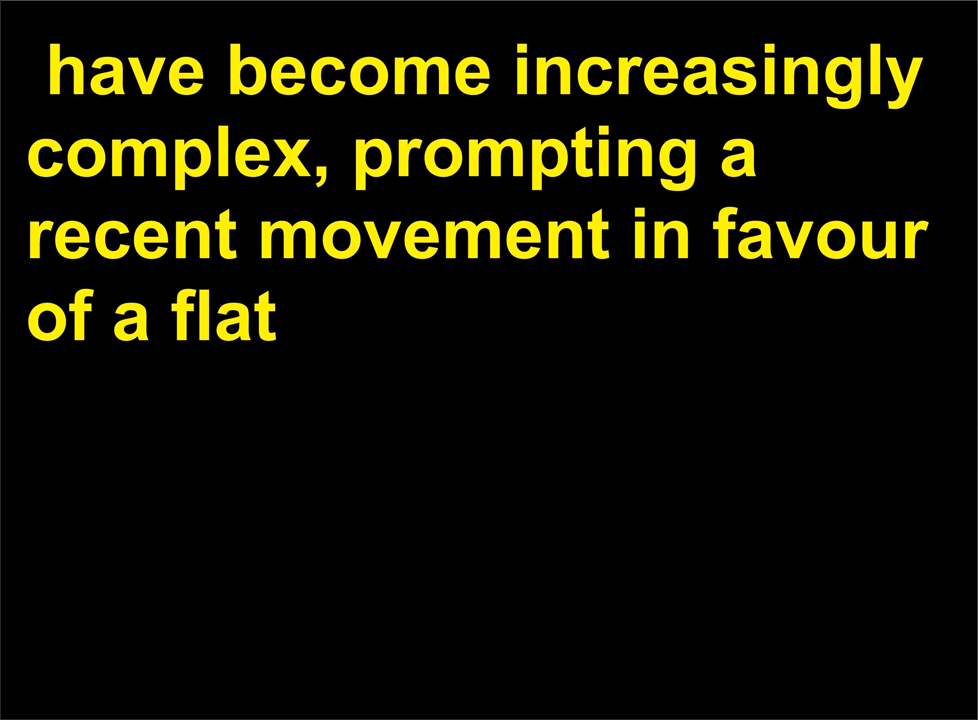 have become increasingly
complex, prompting a
recent movement in favour
of a flat